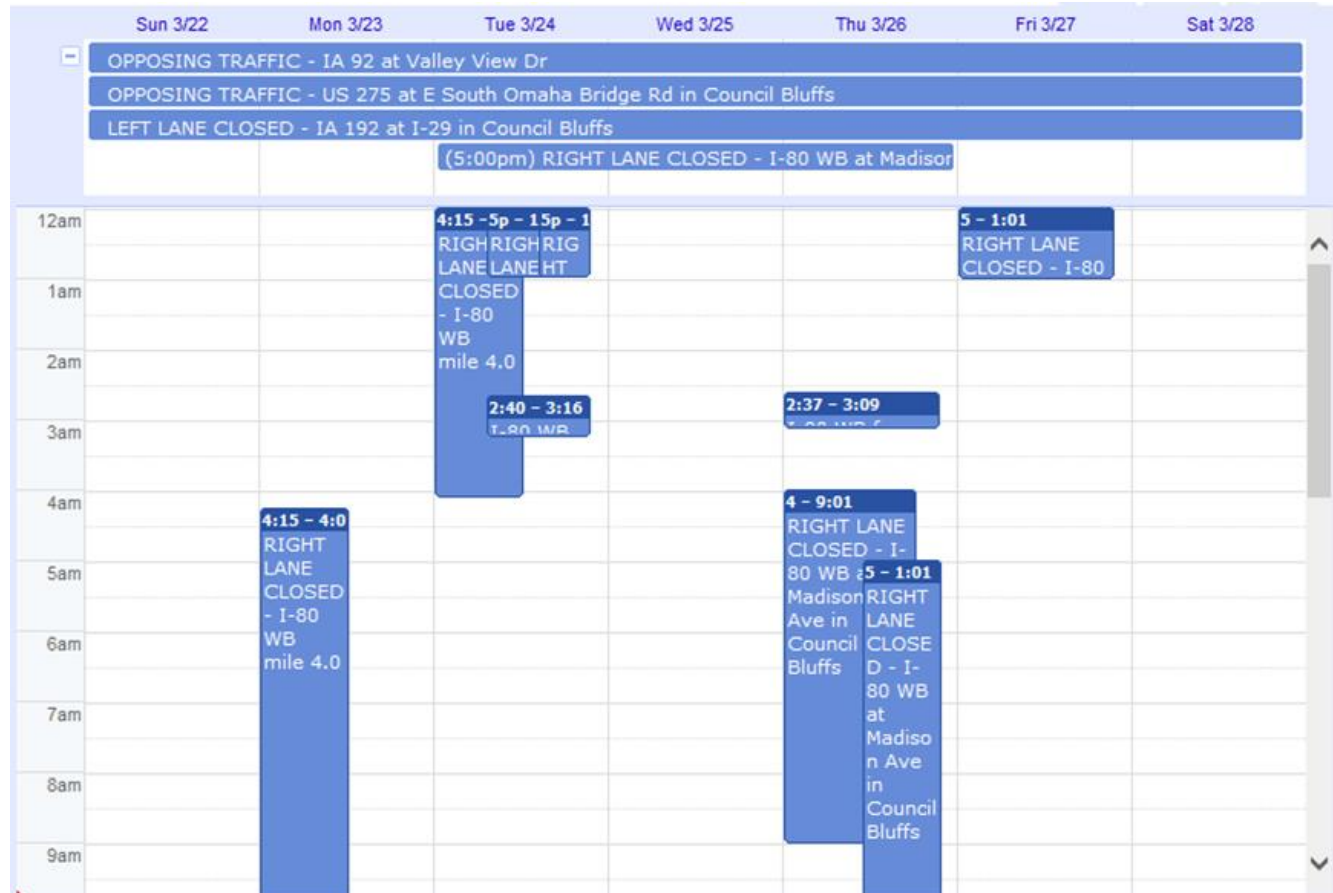 Sun 3/22 Mon 3/23 Tue 3/24 Wed 3/25 Thu 3/26 Fri 3/27 Sat 3/28
OPPOSING TRAFFIC - IA 92 at Valley View Dr
OPPOSING TRAFFIC - US 275 at E South Omaha Bridge Rd in Council Bluffs
LEFT LANE CLOSED - IA 192 at I-29 in Council Bluffs
(5:00pm) RIGHT LANE CLOSED - I-80 WB at Madisor
12am
1am
2am
3am
4am
5am
6am
7am
8am
9am
4:15 – 4:0
RIGHT
LANE
CLOSED
- I-80
WB
mile 4.0
4:15 –
RIGH
LANE
CLOSED
- I-80
WB
mile 4.0
5p – 1
RIGH
LANE
5p – 1
RIG
HT
2:40 – 3:16
I-80 WB
2:37 – 3:09
4 – 9:01
RIGHT LANE
CLOSED - I-
80 WB
Madison
Ave in
Council
Bluffs
5 – 1:01
RIGHT
LANE
CLOSE
D - I-
80 WB
at
Madiso
n Ave
in
Council
Bluffs
5 – 1:01
RIGHT LANE
CLOSED - I-80